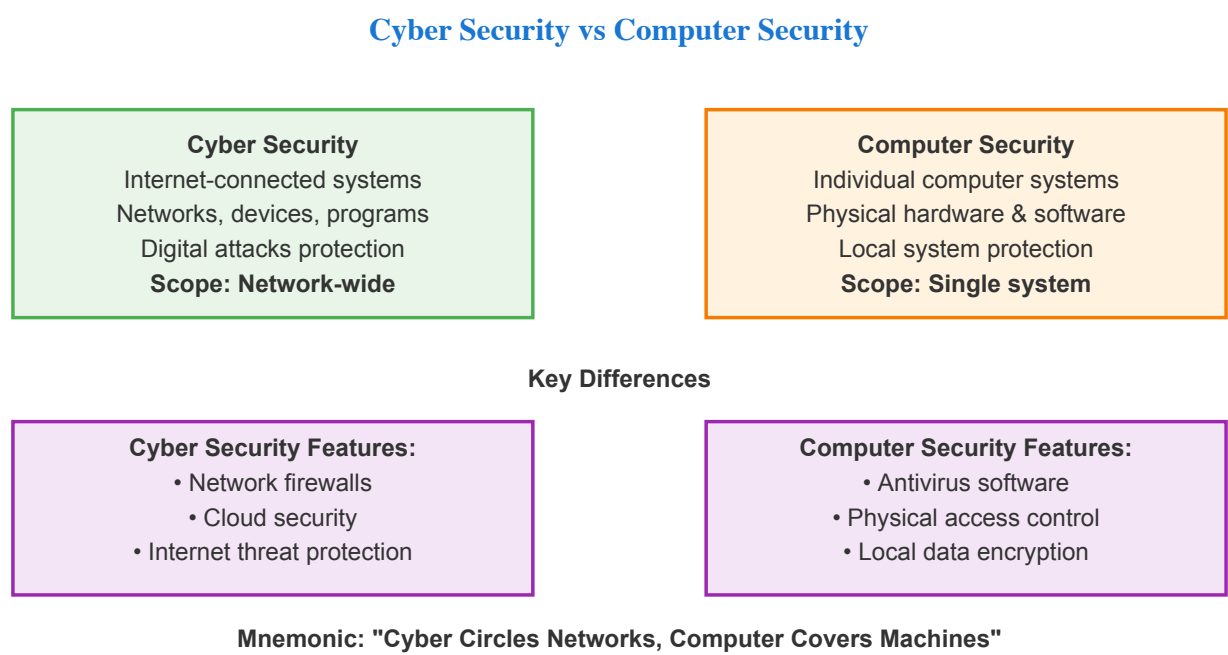 Cyber Security vs Computer Security
Cyber Security
Internet-connected systems
Networks, devices, programs
Digital attacks protection
Scope: Network-wide
Computer Security
Individual computer systems
Physical hardware & software
Local system protection
Scope: Single system
Key Differences
Cyber Security Features:
• Network firewalls
• Cloud security
• Internet threat protection
Computer Security Features:
• Antivirus software
• Physical access control
• Local data encryption
Mnemonic: "Cyber Circles Networks, Computer Covers Machines"